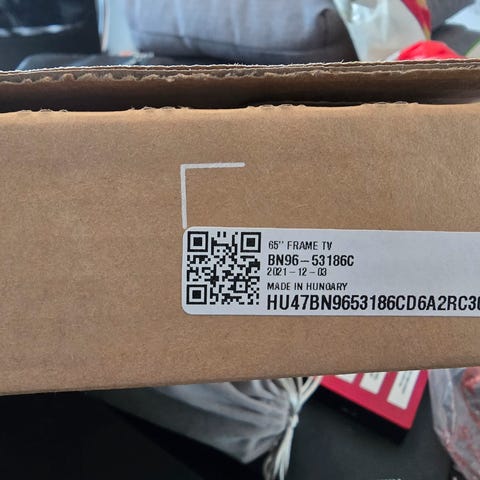 65'' FRAME TV
BN96-53186C
2021-12-03
MADE IN HUNGARY
HU47BN9653186CD6A2RC30